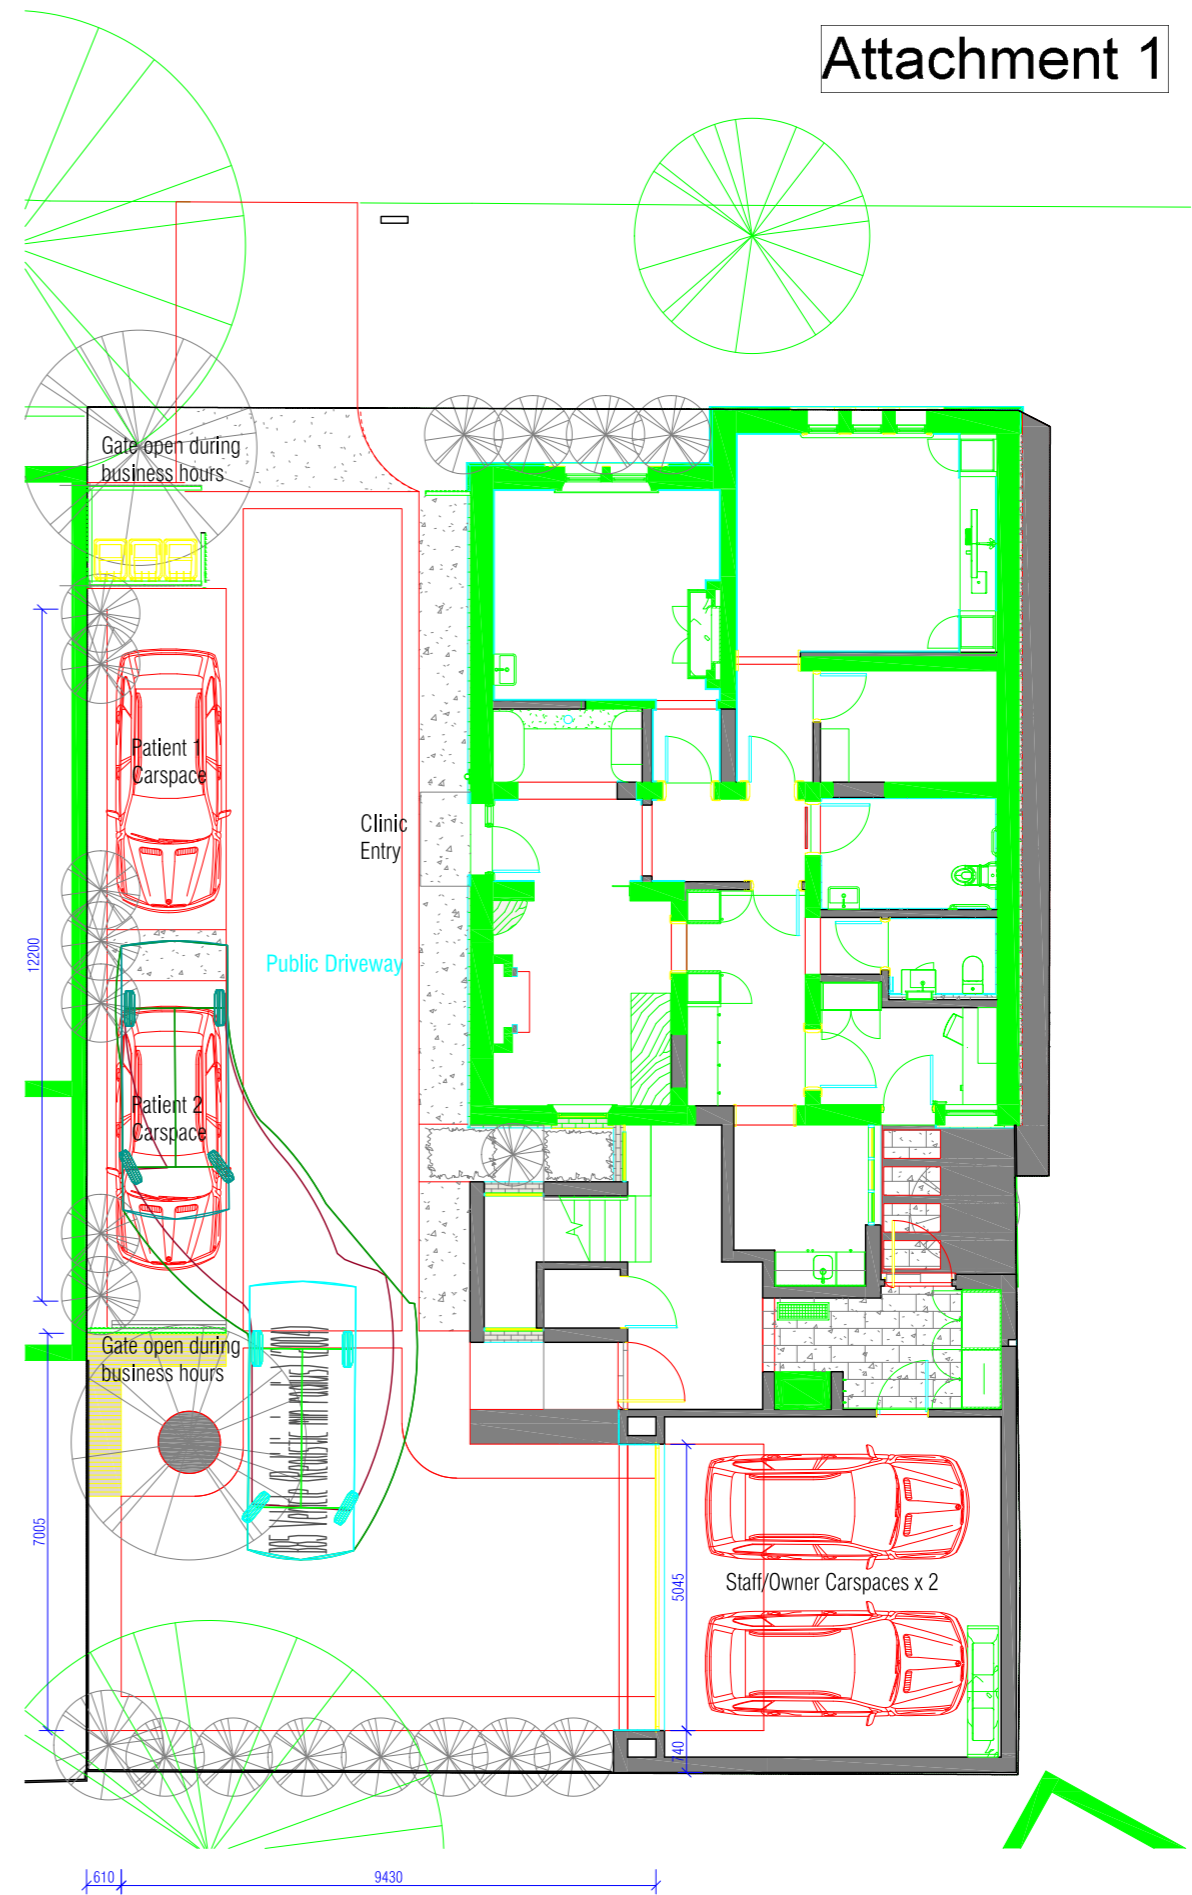 Attachment 1
Gate open during
business hours
Patient 1
Carspace
Clinic
Entry
Public Driveway
12200
Patient 2
Carspace
Gate open during
business hours
7005
5045
Staff/Owner Carspaces x 2
740
610
9430